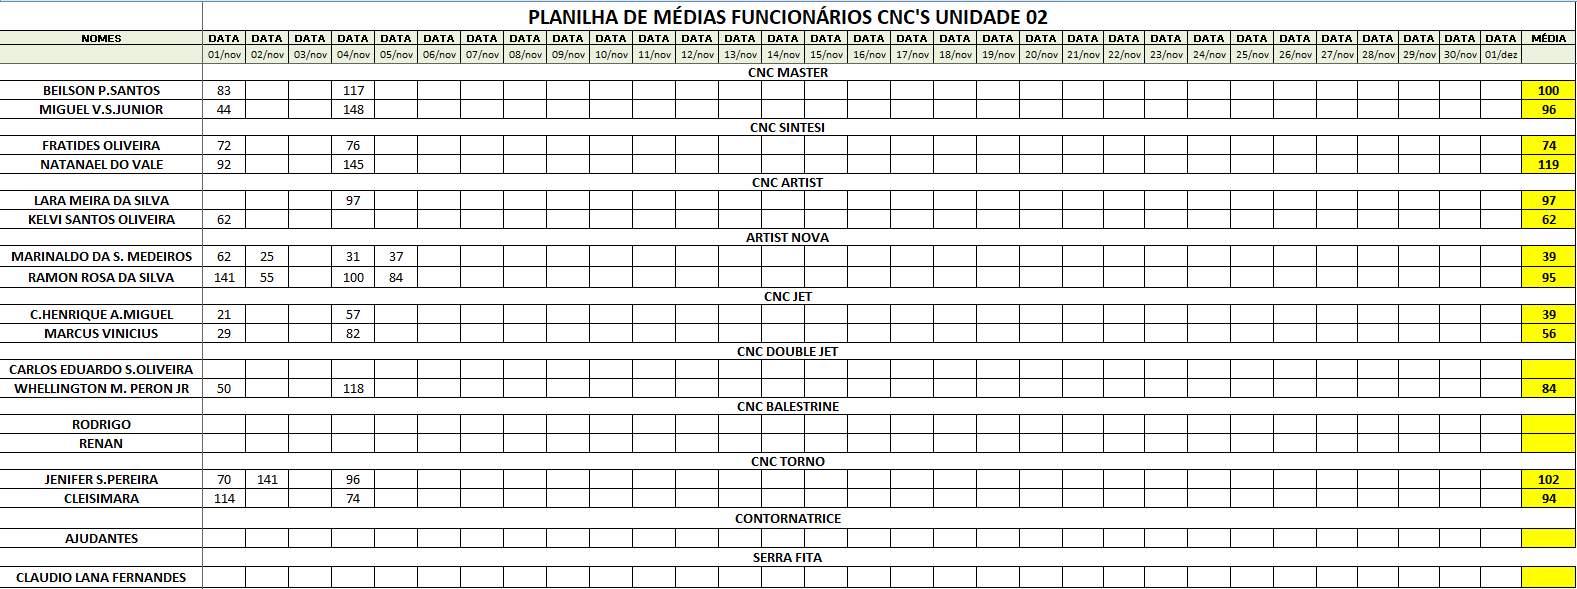 PLANILHA DE MÉDIAS FUNCIONÁRIOS CNC'S UNIDADE 02
NOMES DATA DATA DATA DATA DATA DATA DATA DATA DATA DATA DATA DATA DATA DATA DATA DATA DATA DATA DATA DATA DATA DATA DATA DATA DATA DATA DATA DATA DATA DATA DATA MÉDIA
01/nov 02/nov 03/nov 04/nov 05/nov 06/nov 07/nov 08/nov 09/nov 10/nov 11/nov 12/nov 13/nov 14/nov 15/nov 16/nov 17/nov 18/nov 19/nov 20/nov 21/nov 22/nov 23/nov 24/nov 25/nov 26/nov 27/nov 28/nov 29/nov 30/nov 01/dez
CNC MASTER
BEILSON P.SANTOS 83 117 100
MIGUEL V.S.JUNIOR 44 148 96
CNC SINTESI
FRATIDES OLIVEIRA 72 76 74
NATANAEL DO VALE 92 145 119
CNC ARTIST
LARA MEIRA DA SILVA 97 97
KELVI SANTOS OLIVEIRA 62 62
ARTIST NOVA
MARINALDO DA S. MEDEIROS 62 25 31 37 39
RAMON ROSA DA SILVA 141 55 100 84 95
CNC JET
C.HENRIQUE A.MIGUEL 21 57 39
MARCUS VINICIUS 29 82 56
CNC DOUBLE JET
CARLOS EDUARDO S.OLIVEIRA
WHELLINGTON M. PERON JR 50 118 84
CNC BALESTRINE
RODRIGO
RENAN
CNC TORNO
JENIFER S.PEREIRA 70 141 96 102
CLEISIMARA 114 74 94
CONTORNATRICE
AJUDANTES
SERRA FITA
CLAUDIO LANA FERNANDES